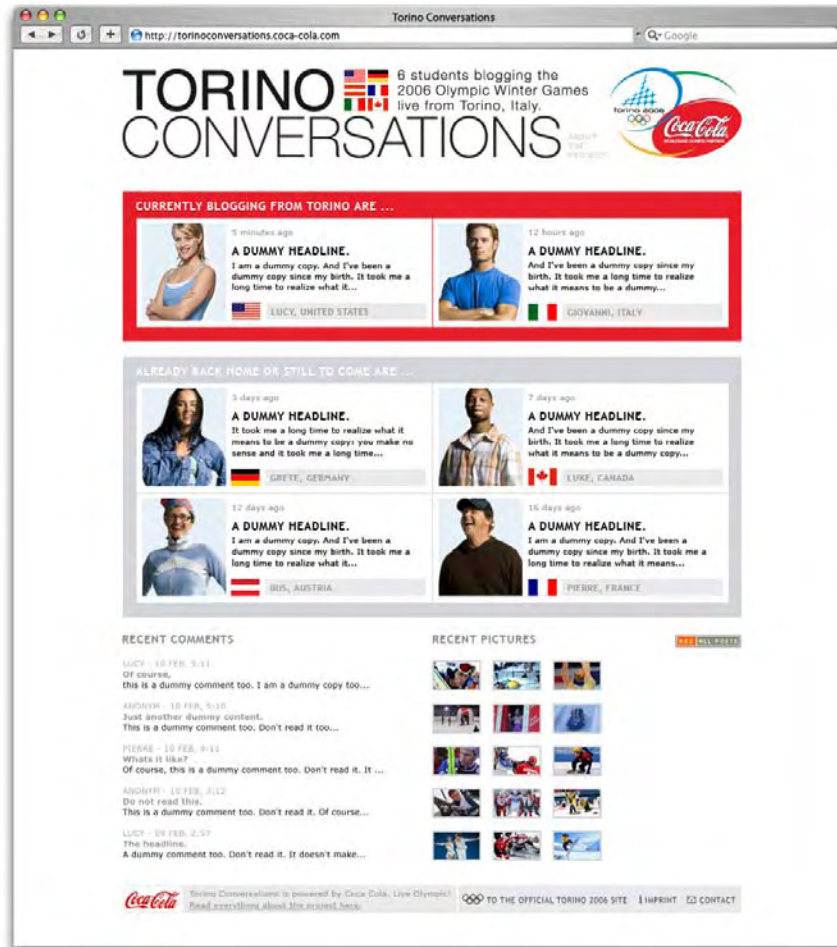 Torino Conversations
http://torinoconversations.coca-cola.com
Google
TORINO
6 students blogging the
2006 Olympic Winter Games
live from Torino, Italy.
CONVERSATIONS
ABOUT
THE
PROJECT
torino 2006
Coca-Cola
CURRENTLY BLOGGING FROM TORINO ARE ...
5 minutes ago
A DUMMY HEADLINE.
I am a dummy copy. And I've been a
dummy copy since my birth. It took me a
long time to realize what it...
LUCY, UNITED STATES
12 hours ago
A DUMMY HEADLINE.
And I've been a dummy copy since my
birth. It took me a long time to realize
what it means to be a dummy...
GIOVANNI, ITALY
ALREADY BACK HOME OR STILL TO COME ARE ...
3 days ago
A DUMMY HEADLINE.
It took me a long time to realize what it
means to be a dummy copy: you make no
sense and it took me a long time...
GRETE, GERMANY
7 days ago
A DUMMY HEADLINE.
And I've been a dummy copy since my
birth. It took me a long time to realize
what it means to be a dummy copy...
LUKE, CANADA
12 days ago
A DUMMY HEADLINE.
I am a dummy copy. And I've been a
dummy copy since my birth. It took me a
long time to realize what it...
IRIS, AUSTRIA
16 days ago
A DUMMY HEADLINE.
I am a dummy copy. And I've been a
dummy copy since my birth. It took me a
long time to realize what it means...
PIERRE, FRANCE
RECENT COMMENTS
LUCY - 10 FEB, 5:11
Of course,
this is a dummy comment too. I am a dummy copy too...
ANONYM - 10 FEB,
Just another dummy content.
This is a dummy comment too. Don't read it too...
PIERRE - 10 FEB,
Whats it like?
Of course, this is a dummy comment too. Don't read it. It ...
ANONYM - 10 FEB, 3:12
Do not read this.
This is a dummy comment too. Don't read it. Of course...
LUCY - FEB, 2:57
The headline.
A dummy comment too. Don't read it. It doesn't make...
RECENT PICTURES
RSS ALL POSTS
Coca-Cola
Torino Conversations is powered by Coca Cola. Live Olympic!
Read everything about the project here.
TO THE OFFICIAL TORINO 2006 SITE
IMPRINT
CONTACT